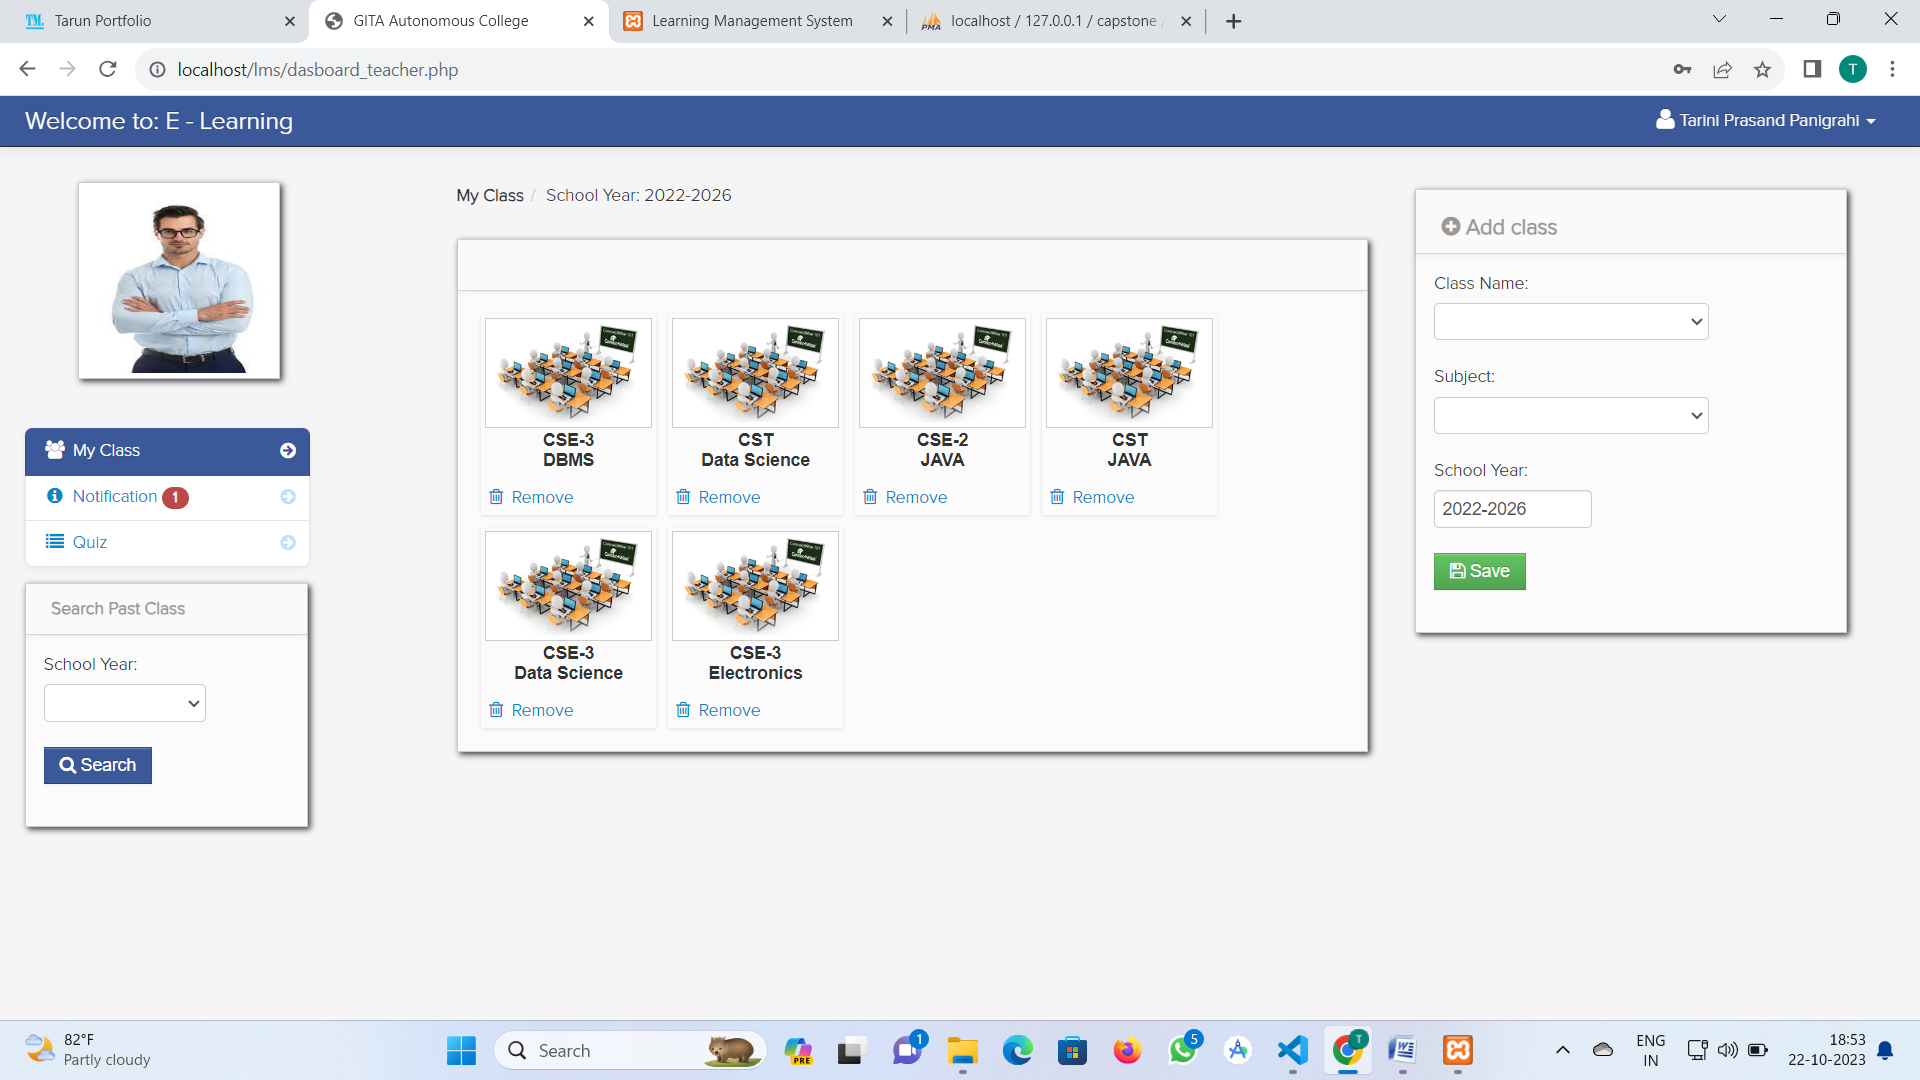 Tarun Portfolio
GITA Autonomous College
Learning Management System
localhost / 127.0.0.1 / capstone
localhost/lms/dasboard_teacher.php
T
Welcome to: E - Learning
Tarini Prasand Panigrahi
My Class / School Year: 2022-2026
My Class
Notification 1
Quiz
Search Past Class
School Year:
Search
CSE-3
DBMS
Remove
CST
Data Science
Remove
CSE-2
JAVA
Remove
CST
JAVA
Remove
CSE-3
Data Science
Remove
CSE-3
Electronics
Remove
Add class
Class Name:
Subject:
School Year:
2022-2026
Save
82°F
Partly cloudy
Search
PRE
1
5
T
ENG
IN
18:53
22-10-2023